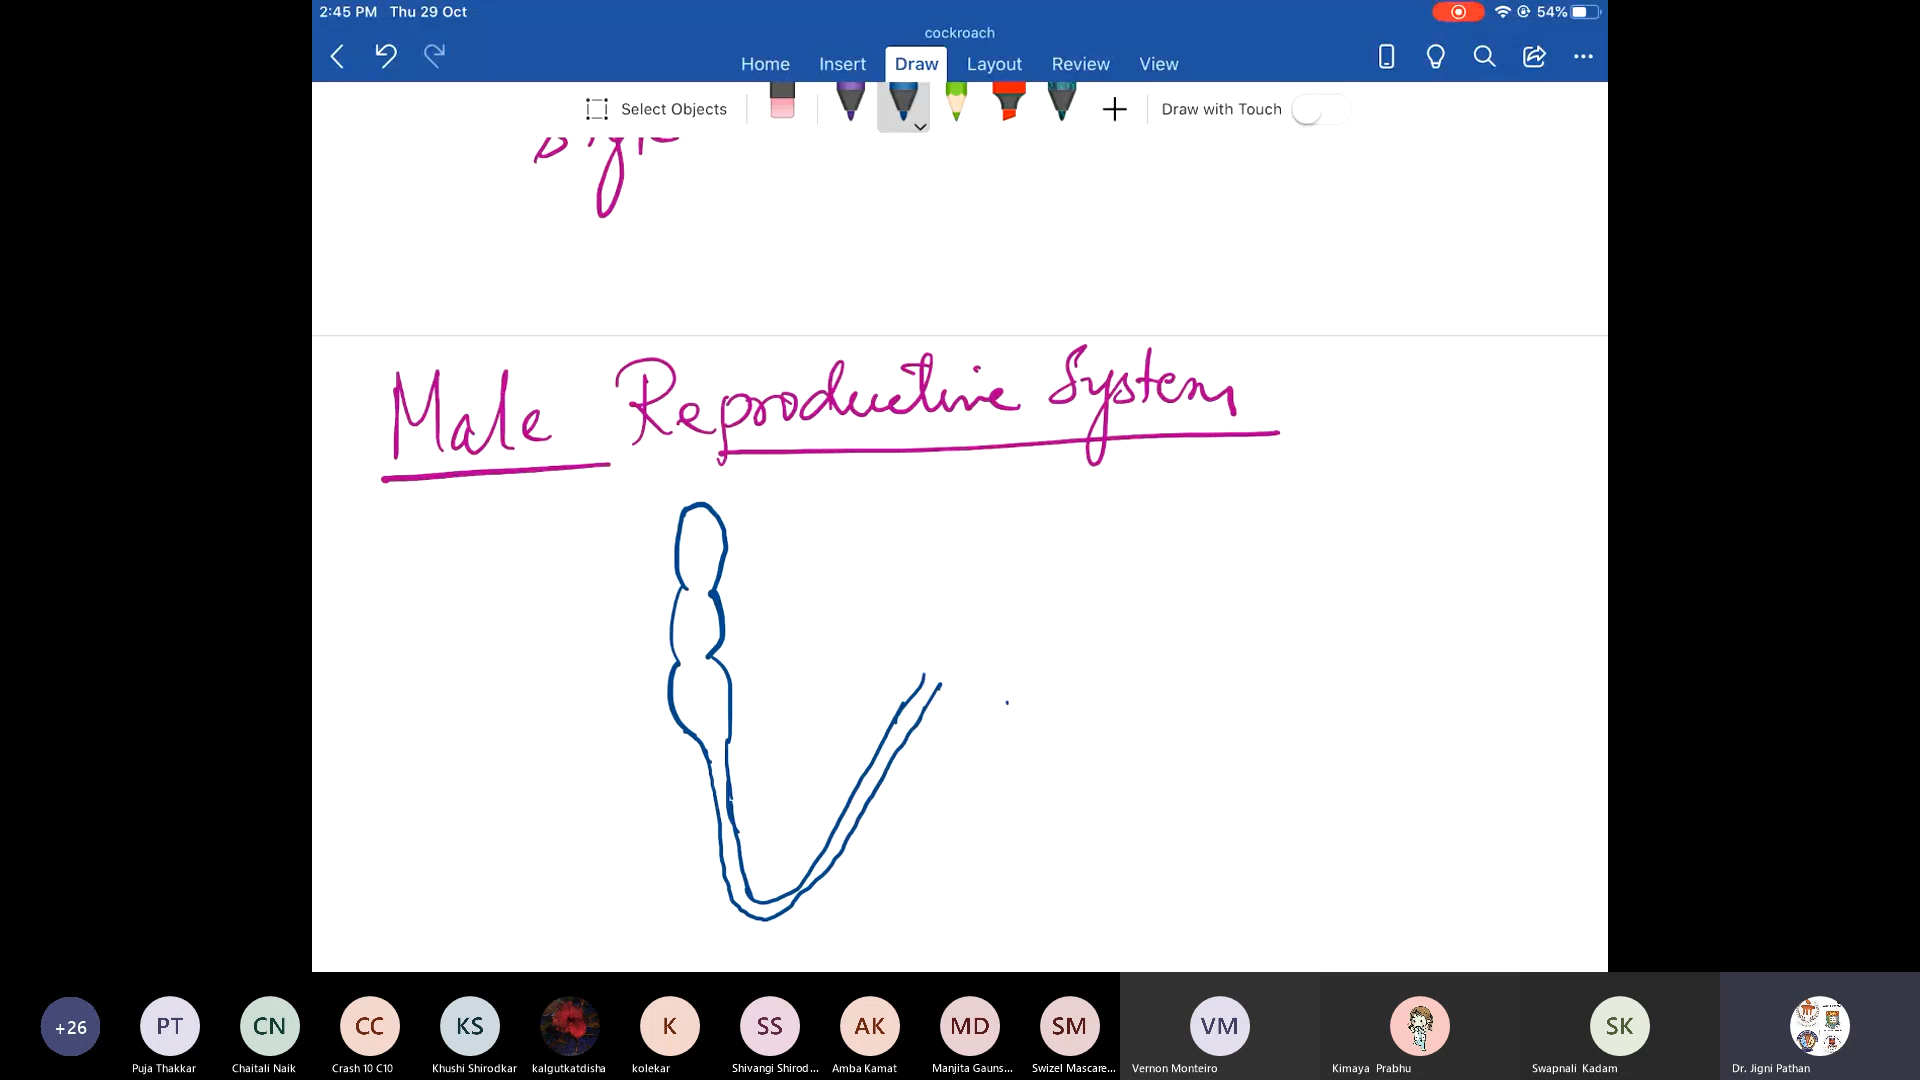 2:45 PM Thu 29 Oct
54%
cockroach
Home Insert Draw Layout Review View
Select Objects
Draw with Touch
Male Reproductive System
+26 PT CN CC KS K SS AK MD SM VM SK
Puja Thakkar Chaitali Naik Crash 10 C10 Khushi Shirodkar kalgutkatdisha kolekar Shivangi Shirod... Amba Kamat Manjita Gauns... Swizel Mascare... Vernon Monteiro Kimaya Prabhu Swapnali Kadam Dr. Jigni Pathan